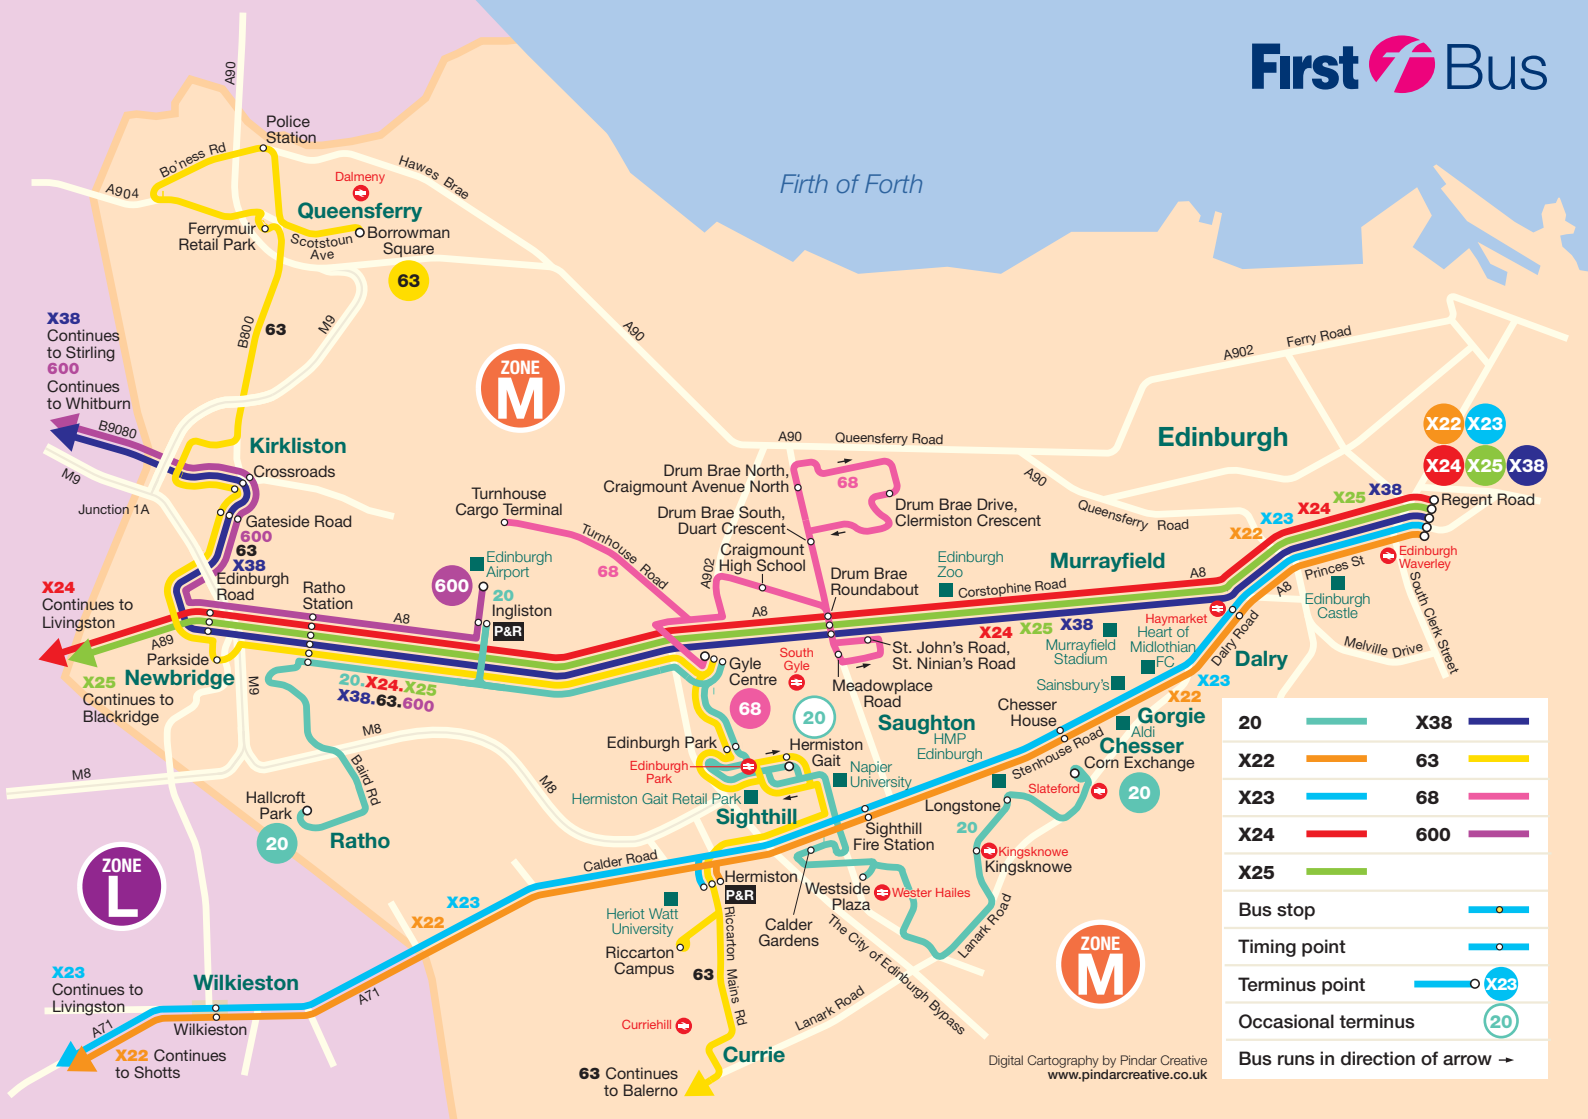 First Bus
Firth of Forth
A90
Police
Station
Bo'ness Rd
A904
Hawes Brae
Dalmeny
Queensferry
Ferrymuir
Retail Park
Scotstoun
Ave
Borrowman
Square
63
B800
63
M9
A90
X38
Continues
to Stirling
600
Continues
to Whitburn
B9080
M9
Junction 1A
Kirkliston
Crossroads
Gateside Road
600
63
X38
Edinburgh
Road
ZONE
M
A902
Ferry Road
Edinburgh
X22 X23
X24 X25 X38
Regent Road
A90
Queensferry Road
A90
Queensferry Road
Drum Brae North,
Craigmount Avenue North
68
Drum Brae Drive,
Clermiston Crescent
Drum Brae South,
Duart Crescent
Craigmount
High School
A902
Turnhouse
Cargo Terminal
Turnhouse Road
68
Edinburgh
Airport
600
20
Ingliston
P&R
Drum Brae
Roundabout
Edinburgh
Zoo
Murrayfield
Corstophine Road
A8
A8
X22
X23
X24
X25
X38
Edinburgh
Waverley
Princes St
A8
Edinburgh
Castle
South Clerk Street
Melville Drive
Haymarket
Dalry Road
Dalry
Heart of
Midlothian
FC
Murrayfield
Stadium
Sainsbury's
X24 X25 X38
X23
X22
X24
Continues to
Livingston
A89
X25
Continues to
Blackridge
Parkside
Newbridge
M9
Ratho
Station
A8
20.X24.X25
X38.63.600
St. John's Road,
St. Ninian's Road
Meadowplace
Road
South
Gyle
Gyle
Centre
68
20
Saughton
HMP
Edinburgh
Chesser
House
Gorgie
Aldi
Chesser
Corn Exchange
Stenhouse Road
Slateford
20
Edinburgh Park
Edinburgh
Park
Hermiston
Gait
Hermiston Gait Retail Park
Napier
University
Sighthill
Longstone
20
Sighthill
Fire Station
Kingsknowe
Kingsknowe
M8
M8
M8
Baird Rd
Hallcroft
Park
20
Ratho
ZONE
L
Calder Road
X23
X22
Hermiston
P&R
Heriot Watt
University
Riccarton
Campus
Riccarton Mains Rd
63
Calder
Gardens
Westside
Plaza
Wester Hailes
The City of Edinburgh Bypass
Lanark Road
Lanark Road
ZONE
M
X23
Continues to
Livingston
Wilkieston
A71
Wilkieston
A71
X22 Continues
to Shotts
Curriehill
Currie
63 Continues
to Balerno
Digital Cartography by Pindar Creative
www.pindarcreative.co.uk
20
X38
X22
63
X23
68
X24
600
X25
Bus stop
Timing point
Terminus point
X23
Occasional terminus
20
Bus runs in direction of arrow